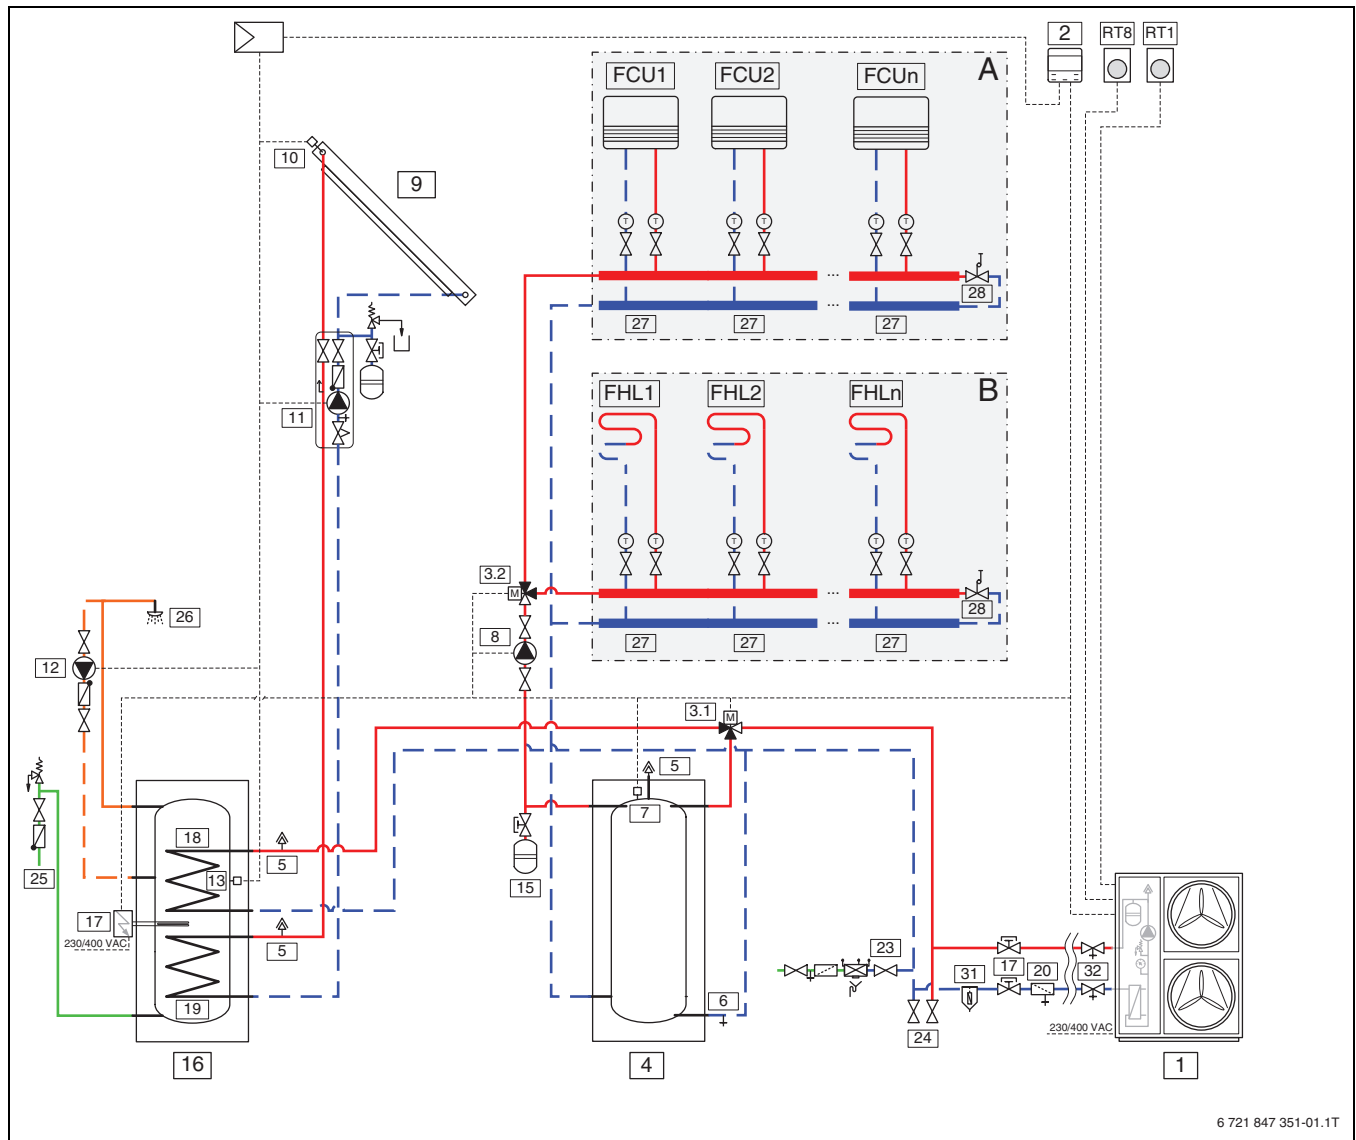 2 RT8 RT1
A
FCU1 FCU2 FCUn
10
9
T T T T T T
... 28
...
27 27 27
11
B
FHL1 FHL2 FHLn
T T T T T T
3.2
M
... 28
...
26
8
27 27 27
12
3.1
M
5
7
18
5
13
25
15
17
230/400 VAC
5
23
31 17 20 32
19
6
24
230/400 VAC
16 4 1
6 721 847 351-01.1T